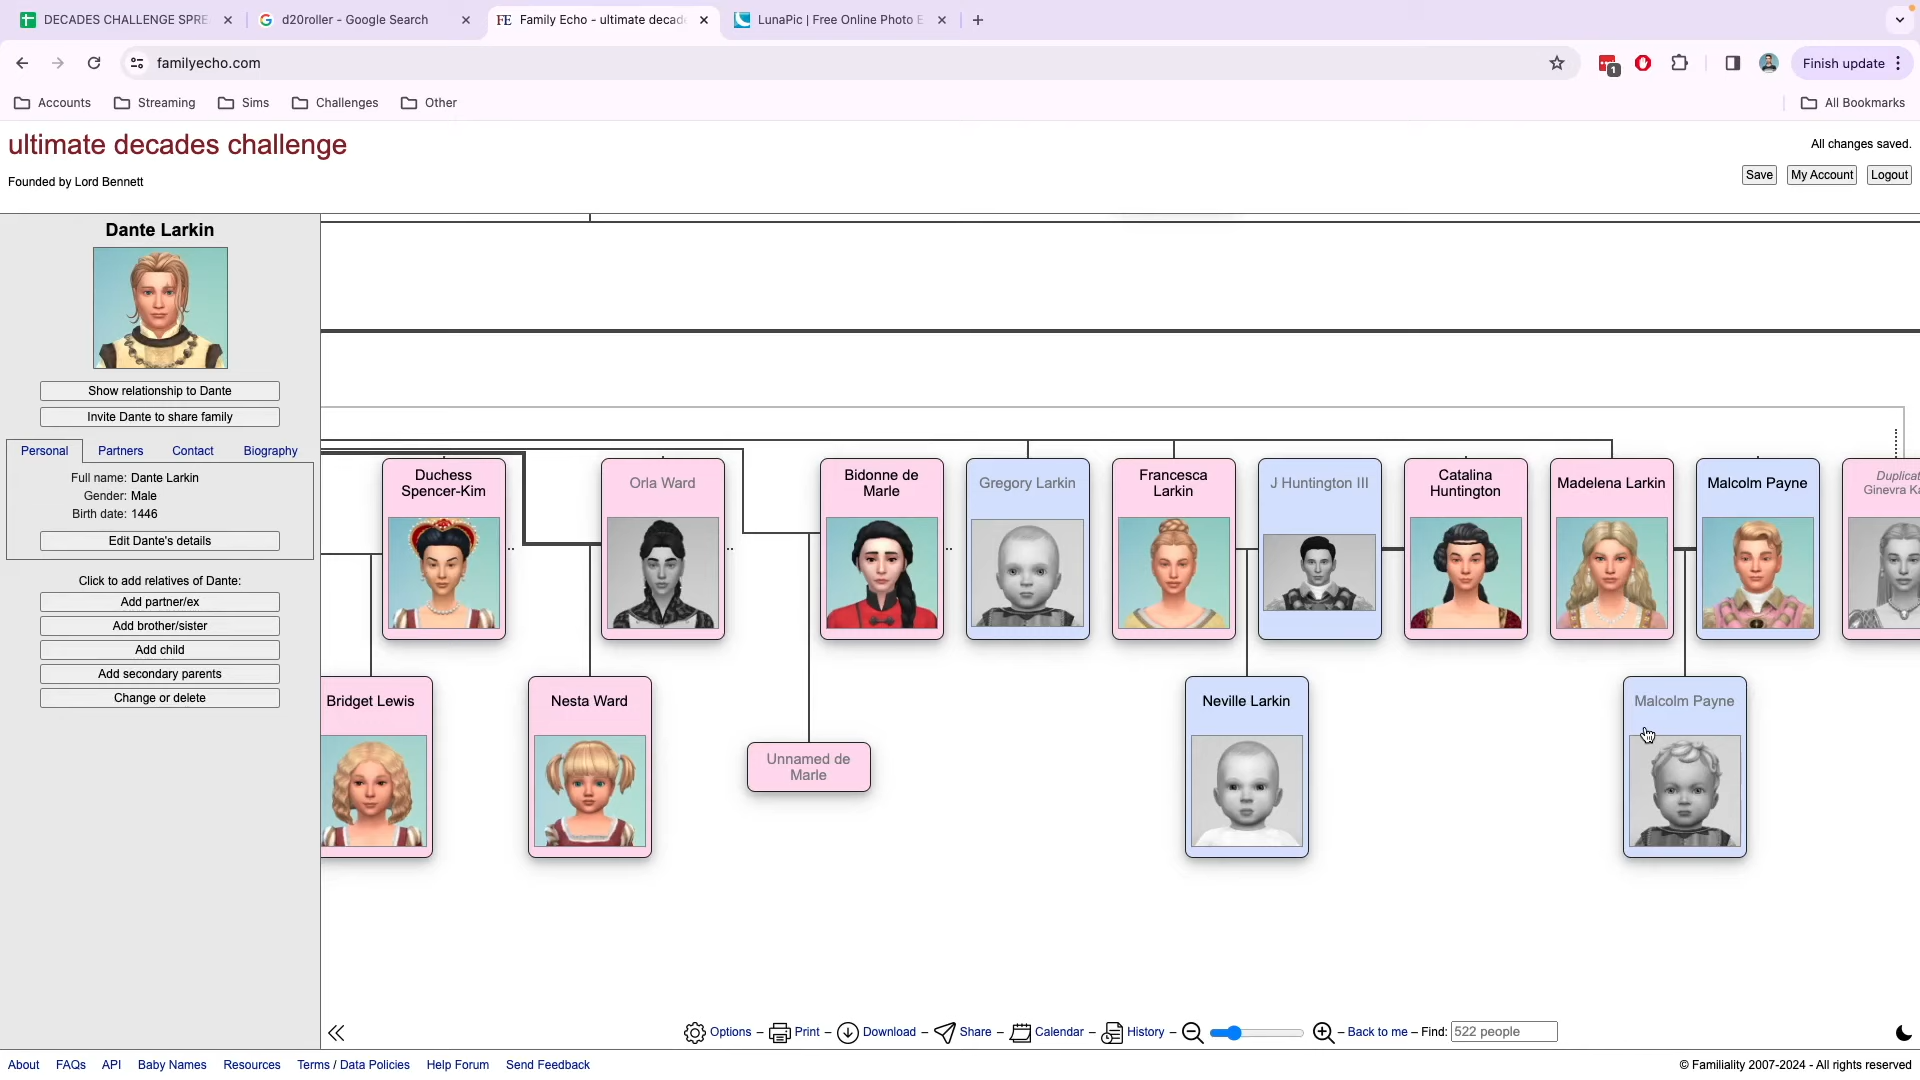 DECADES CHALLENGE SPRE
d20roller - Google Search
FE Family Echo - ultimate decad
LunaPic | Free Online Photo E
familyecho.com
1
Finish update
Accounts
Streaming
Sims
Challenges
Other
All Bookmarks
ultimate decades challenge
Founded by Lord Bennett
All changes saved.
Save
My Account
Logout
Dante Larkin
Show relationship to Dante
Invite Dante to share family
Personal
Partners
Contact
Biography
Full name: Dante Larkin
Gender: Male
Birth date: 1446
Edit Dante's details
Click to add relatives of Dante:
Add partner/ex
Add brother/sister
Add child
Add secondary parents
Change or delete
Duchess
Spencer-Kim
Orla Ward
Bidonne de
Marle
Gregory Larkin
Francesca
Larkin
J Huntington III
Catalina
Huntington
Madelena Larkin
Malcolm Payne
Duplicat
Ginevra Ka
Bridget Lewis
Nesta Ward
Unnamed de
Marle
Neville Larkin
Malcolm Payne
Options – Print – Download – Share – Calendar – History – – Back to me – Find: 522 people
About
FAQs
API
Baby Names
Resources
Terms / Data Policies
Help Forum
Send Feedback
© Familiality 2007-2024 - All rights reserved